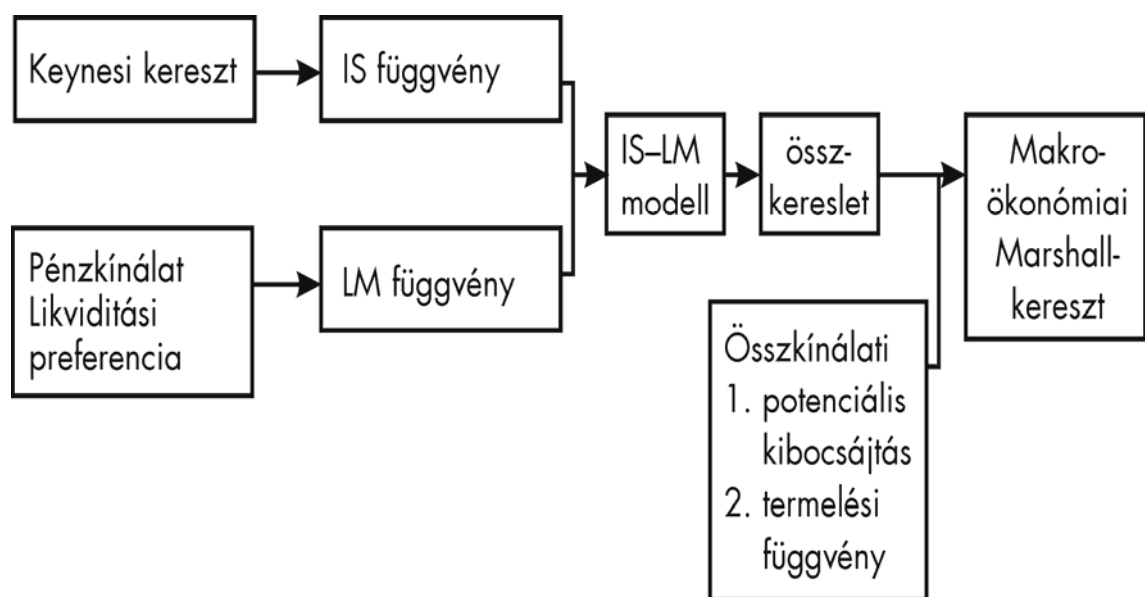 Keynesi kereszt
IS függvény
Pénzkínálat
Likviditási
preferencia
LM függvény
IS–LM
modell
össz-
kereslet
Összkínálati
1. potenciális
kibocsájtás
2. termelési
függvény
Makro-
ökonómiai
Marshall-
kereszt